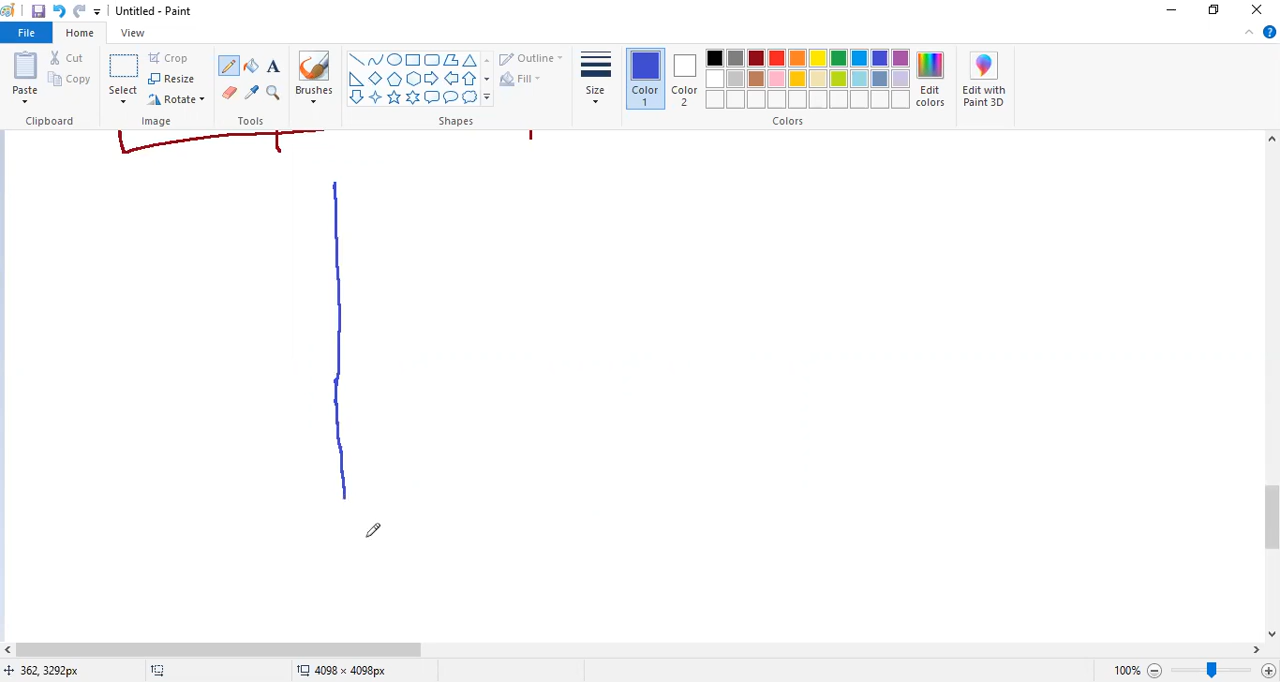 Untitled - Paint
File Home View
Paste
Cut
Copy
Clipboard
Select
Crop
Resize
Rotate
Image
A
Tools
Brushes
Outline
Fill
Shapes
Size
Color 1
Color 2
Edit colors
Colors
Edit with Paint 3D
362, 3292px
4098 × 4098px
100%